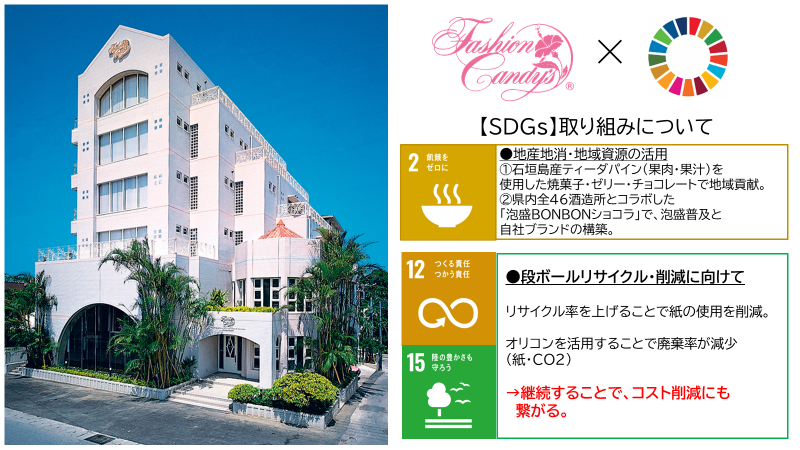 Fashion
Candy's®
×
【SDGs】取り組みについて
2 飢餓を
ゼロに
●地産地消・地域資源の活用
①石垣島産ティーダパイン(果肉・果汁)を
使用した焼菓子・ゼリー・チョコレートで地域貢献。
②県内全46酒造所とコラボした
「泡盛BONBONショコラ」で、泡盛普及と
自社ブランドの構築。
12 つくる責任
つかう責任
15 陸の豊かさも
守ろう
●段ボールリサイクル・削減に向けて
リサイクル率を上げることで紙の使用を削減。
オリコンを活用することで廃棄率が減少
(紙・CO2)
→継続することで、コスト削減にも
繋がる。